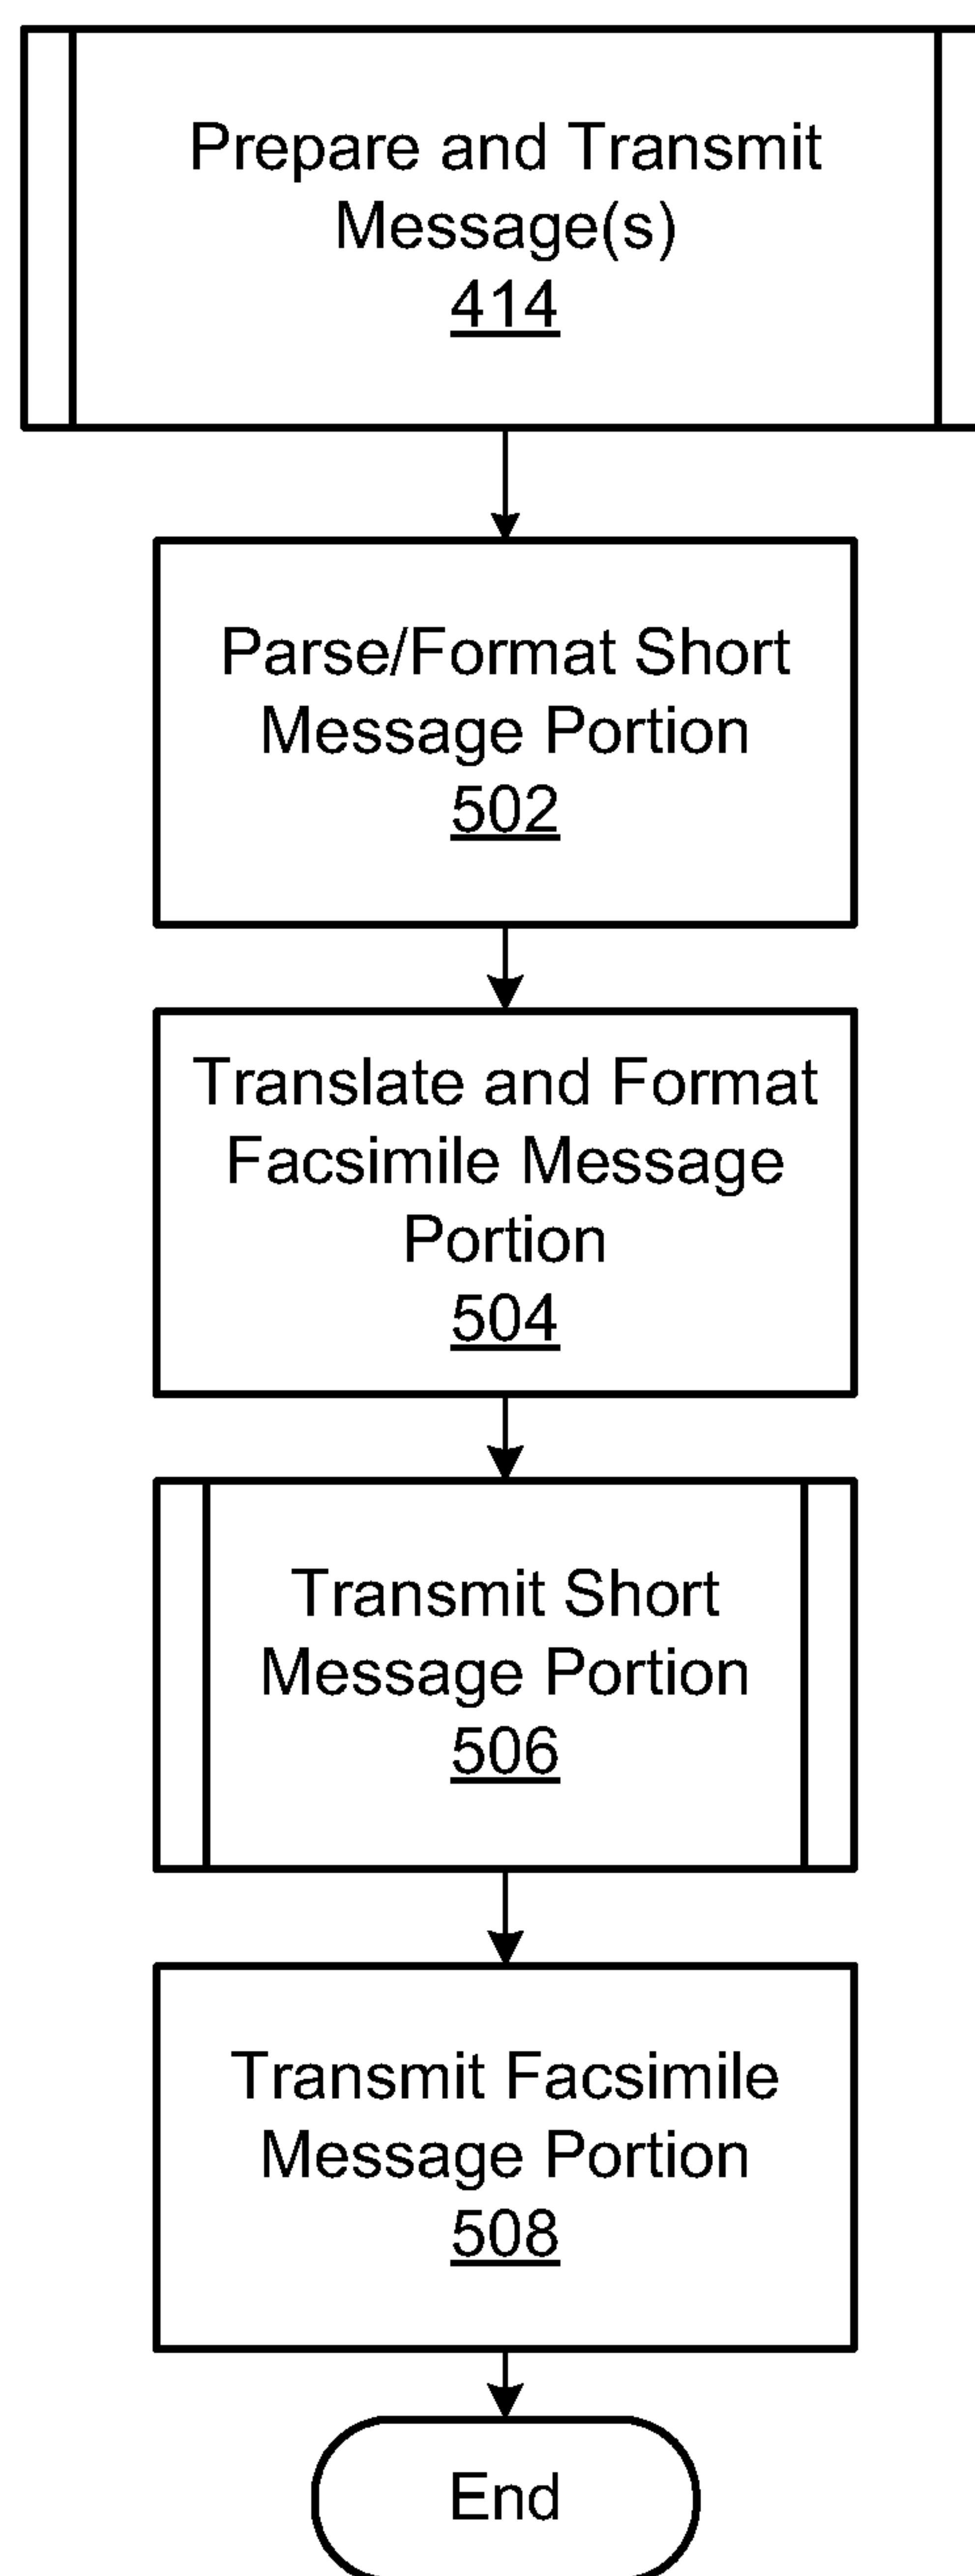 Prepare and Transmit
Message(s)
414
Parse/Format Short
Message Portion
502
Translate and Format
Facsimile Message
Portion
504
Transmit Short
Message Portion
506
Transmit Facsimile
Message Portion
508
End